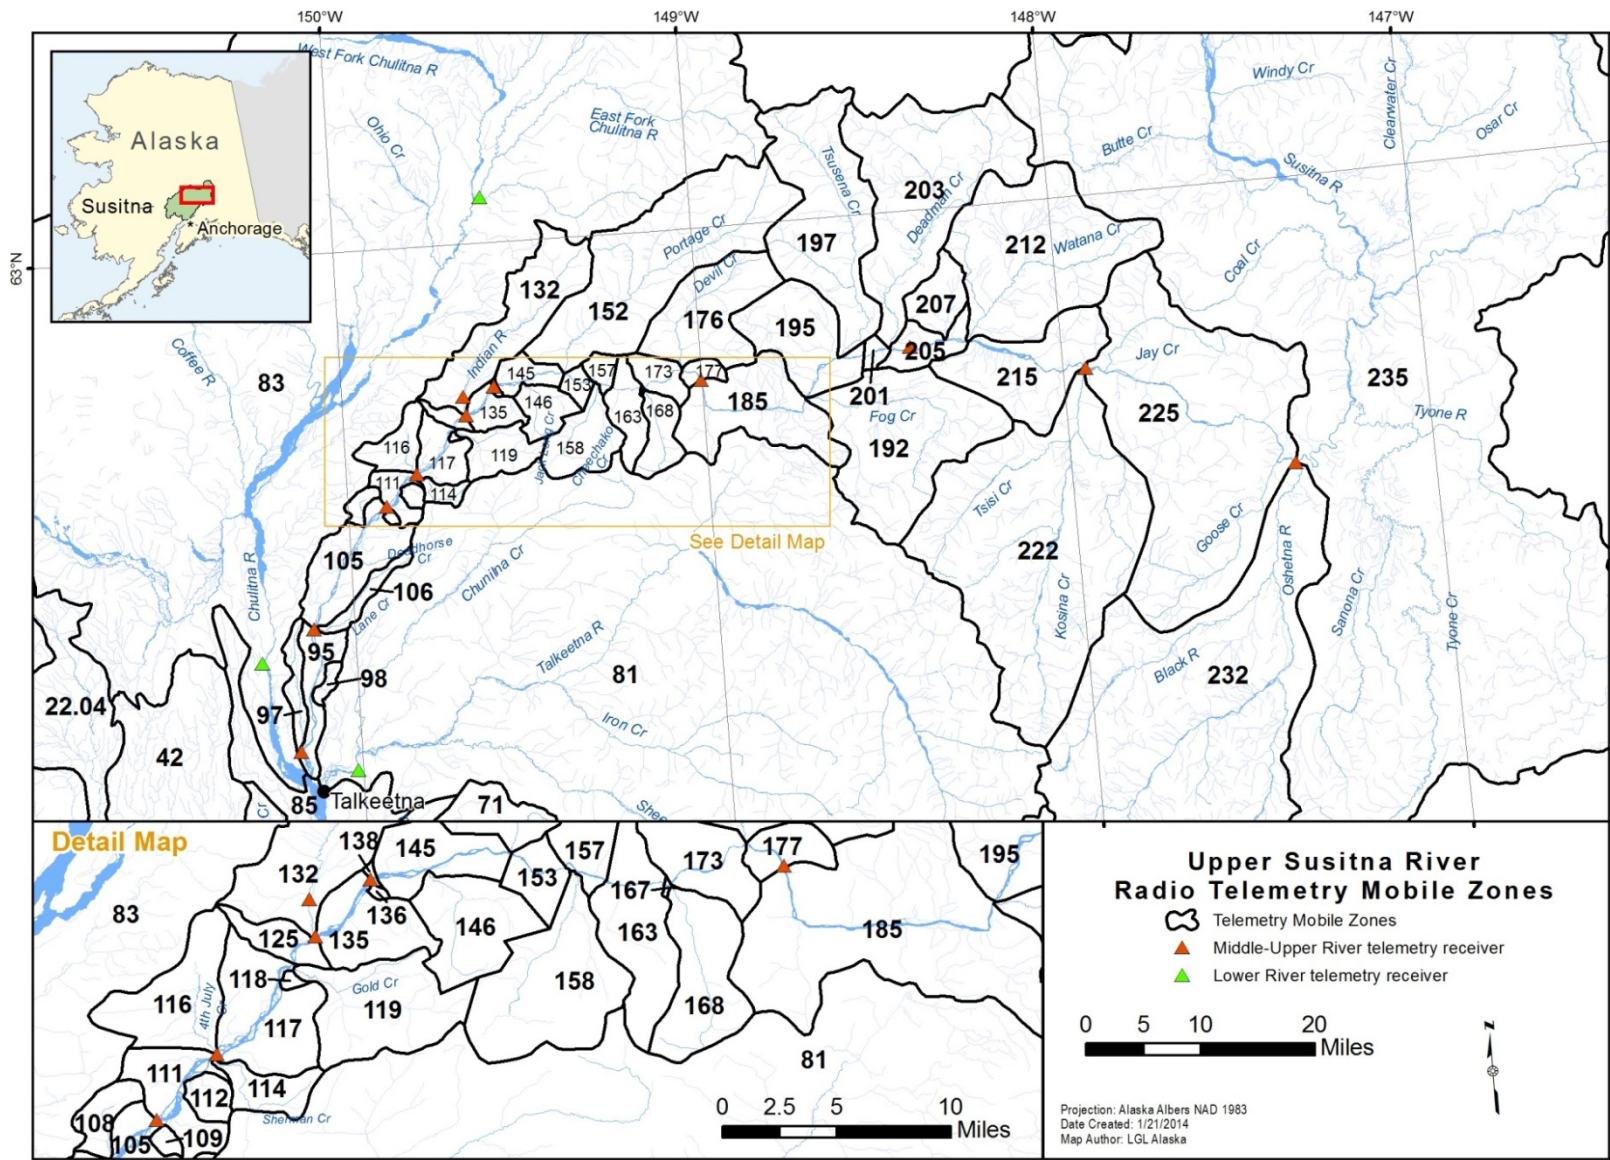 150°W
149°W
148°W
147°W
63°N
Alaska
Susitna
* Anchorage
West Fork Chulitna R
Ohio Cr
East Fork
Chulitna R
Tsusena Cr
Deadman Cr
Butte Cr
Windy Cr
Clearwater Cr
Osar Cr
Susitna R
203
Portage Cr
Devil Cr
197
212
Watana Cr
Coal Cr
132
152
176
195
207
205
Indian R
Coffee R
83
145
157
173
177
153
146
135
163
168
185
201
Fog Cr
192
215
Jay Cr
225
235
Tyone R
116
117
119
158
Cheechako
Cr
111
114
See Detail Map
Tsisi Cr
222
Goose Cr
Oshetna R
Sanona Cr
Tyone Cr
Kosina Cr
Black R
232
105
Deadhorse
Cr
106
Lane Cr
Chunilna Cr
Chulitna R
95
98
97
Talkeetna R
81
Iron Cr
22.04
42
85
Talkeetna
Cr
71
Shee
Detail Map
138
145
157
173
177
195
132
153
167
83
136
125
135
146
163
185
118
Gold Cr
116
4th July
Cr
117
119
158
168
81
111
112
114
Sherman Cr
108
105
109
0 2.5 5 10
Miles
Upper Susitna River
Radio Telemetry Mobile Zones
Telemetry Mobile Zones
Middle-Upper River telemetry receiver
Lower River telemetry receiver
0 5 10 20
Miles
N
Projection: Alaska Albers NAD 1983
Date Created: 1/21/2014
Map Author: LGL Alaska